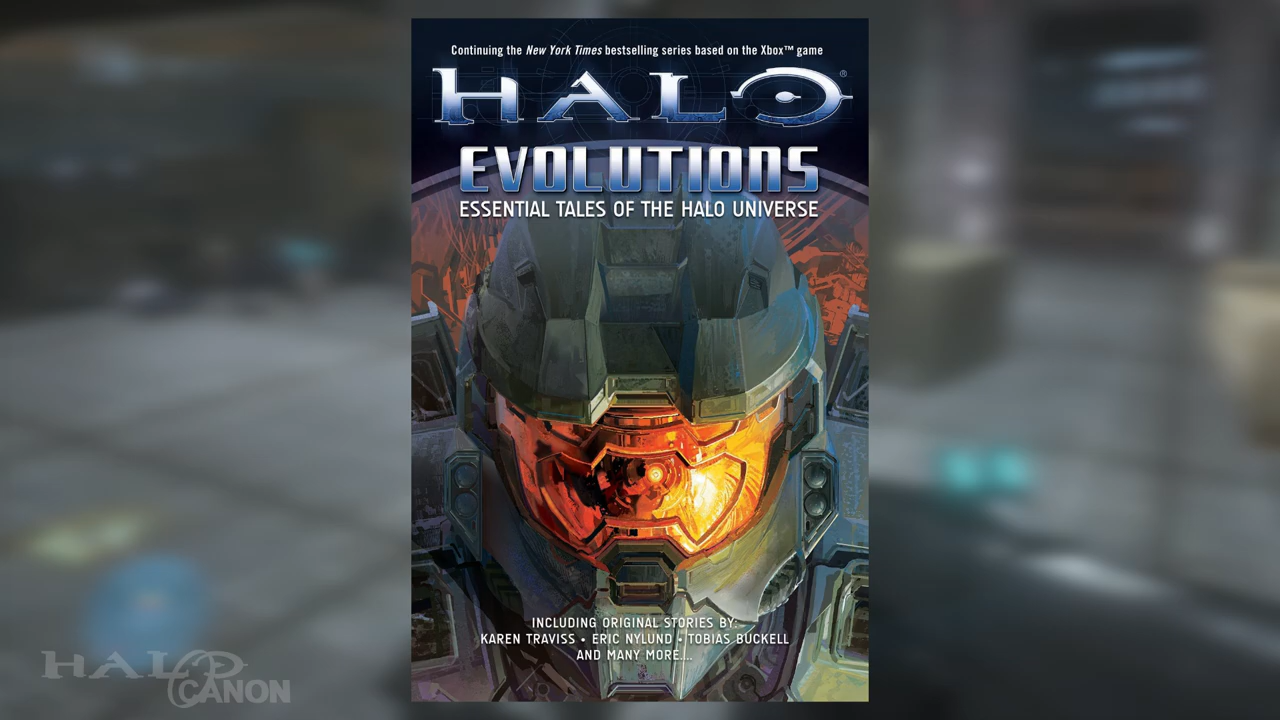 Continuing the New York Times bestselling series based on the Xbox™ game
HALO®
EVOLUTIONS
ESSENTIAL TALES OF THE HALO UNIVERSE
INCLUDING ORIGINAL STORIES BY:
KAREN TRAVISS • ERIC NYLUND • TOBIAS BUCKELL
AND MANY MORE....
HALO
CANON